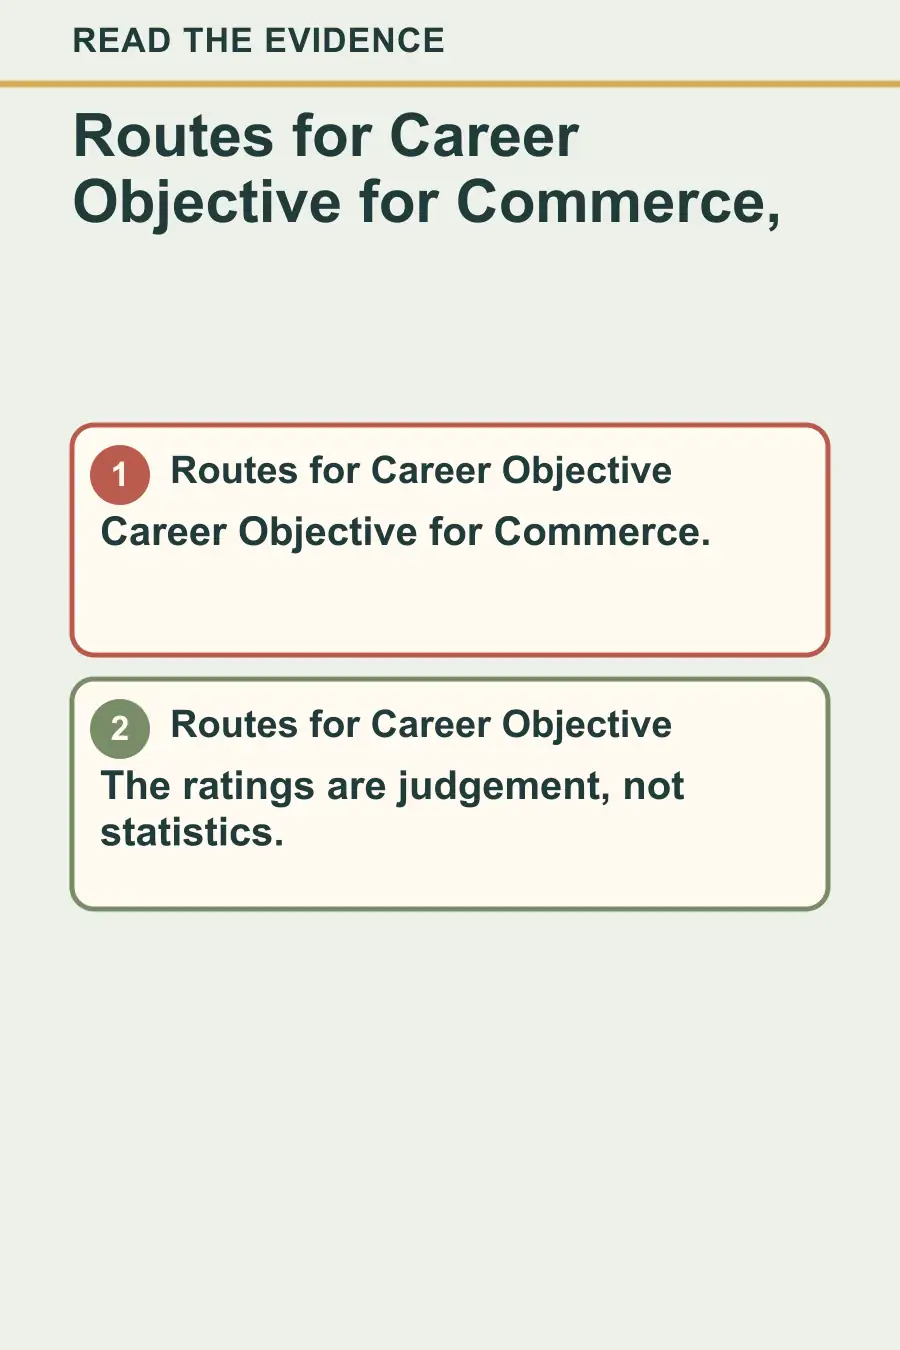 READ THE EVIDENCE
Routes for Career
Objective for Commerce,
1 Routes for Career Objective
Career Objective for Commerce.
2 Routes for Career Objective
The ratings are judgement, not
statistics.